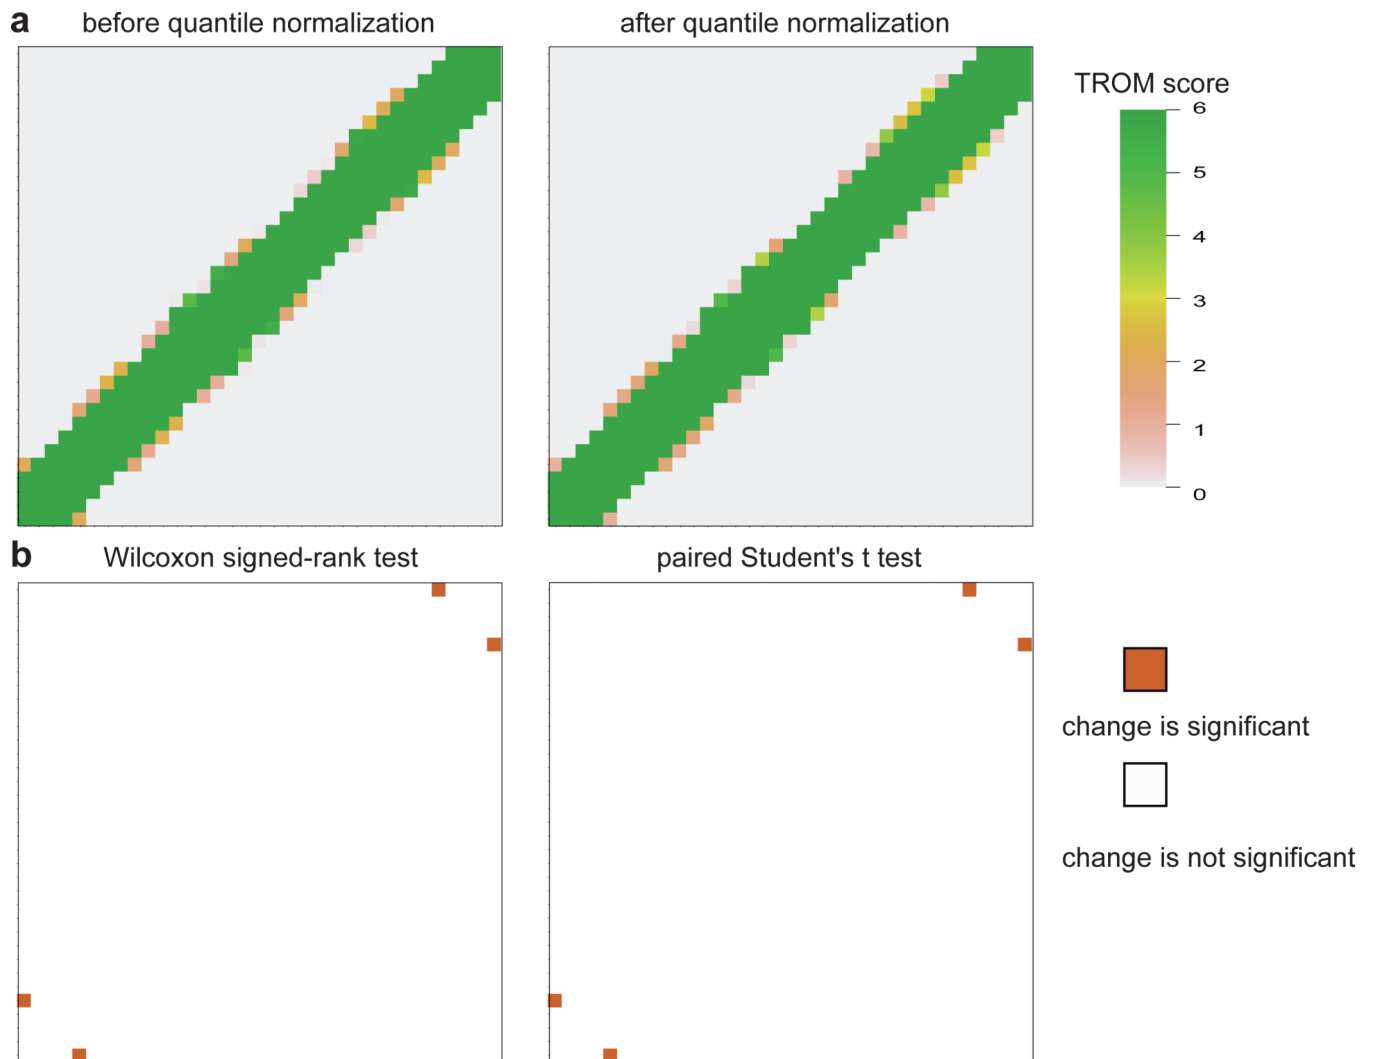 a
before quantile normalization
after quantile normalization
TROM score
6
5
4
3
2
1
0
b
Wilcoxon signed-rank test
paired Student's t test
change is significant
change is not significant